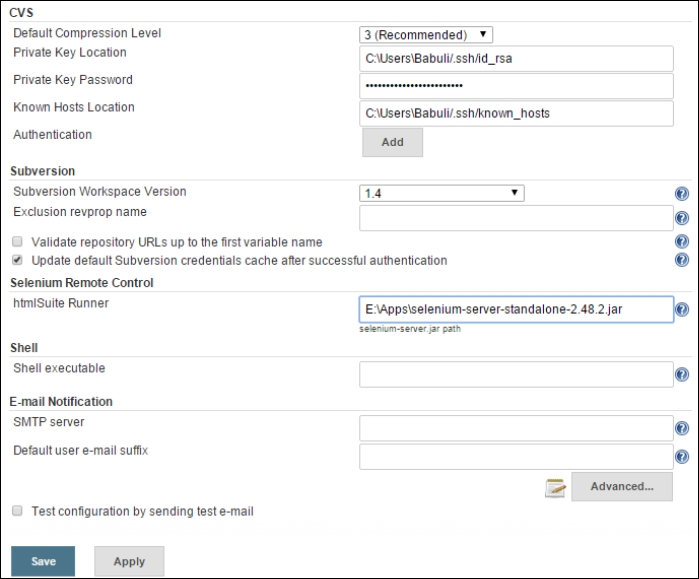 CVS
Default Compression Level 3 (Recommended)
Private Key Location C:\Users\Babuli/.ssh/id_rsa
Private Key Password ••••••••••••••••••••••••
Known Hosts Location C:\Users\Babuli/.ssh/known_hosts
Authentication Add
Subversion
Subversion Workspace Version 1.4
Exclusion revprop name
Validate repository URLs up to the first variable name
Update default Subversion credentials cache after successful authentication
Selenium Remote Control
htmlSuite Runner E:\Apps\selenium-server-standalone-2.48.2.jar
selenium-server.jar path
Shell
Shell executable
E-mail Notification
SMTP server
Default user e-mail suffix
Advanced...
Test configuration by sending test e-mail
Save Apply